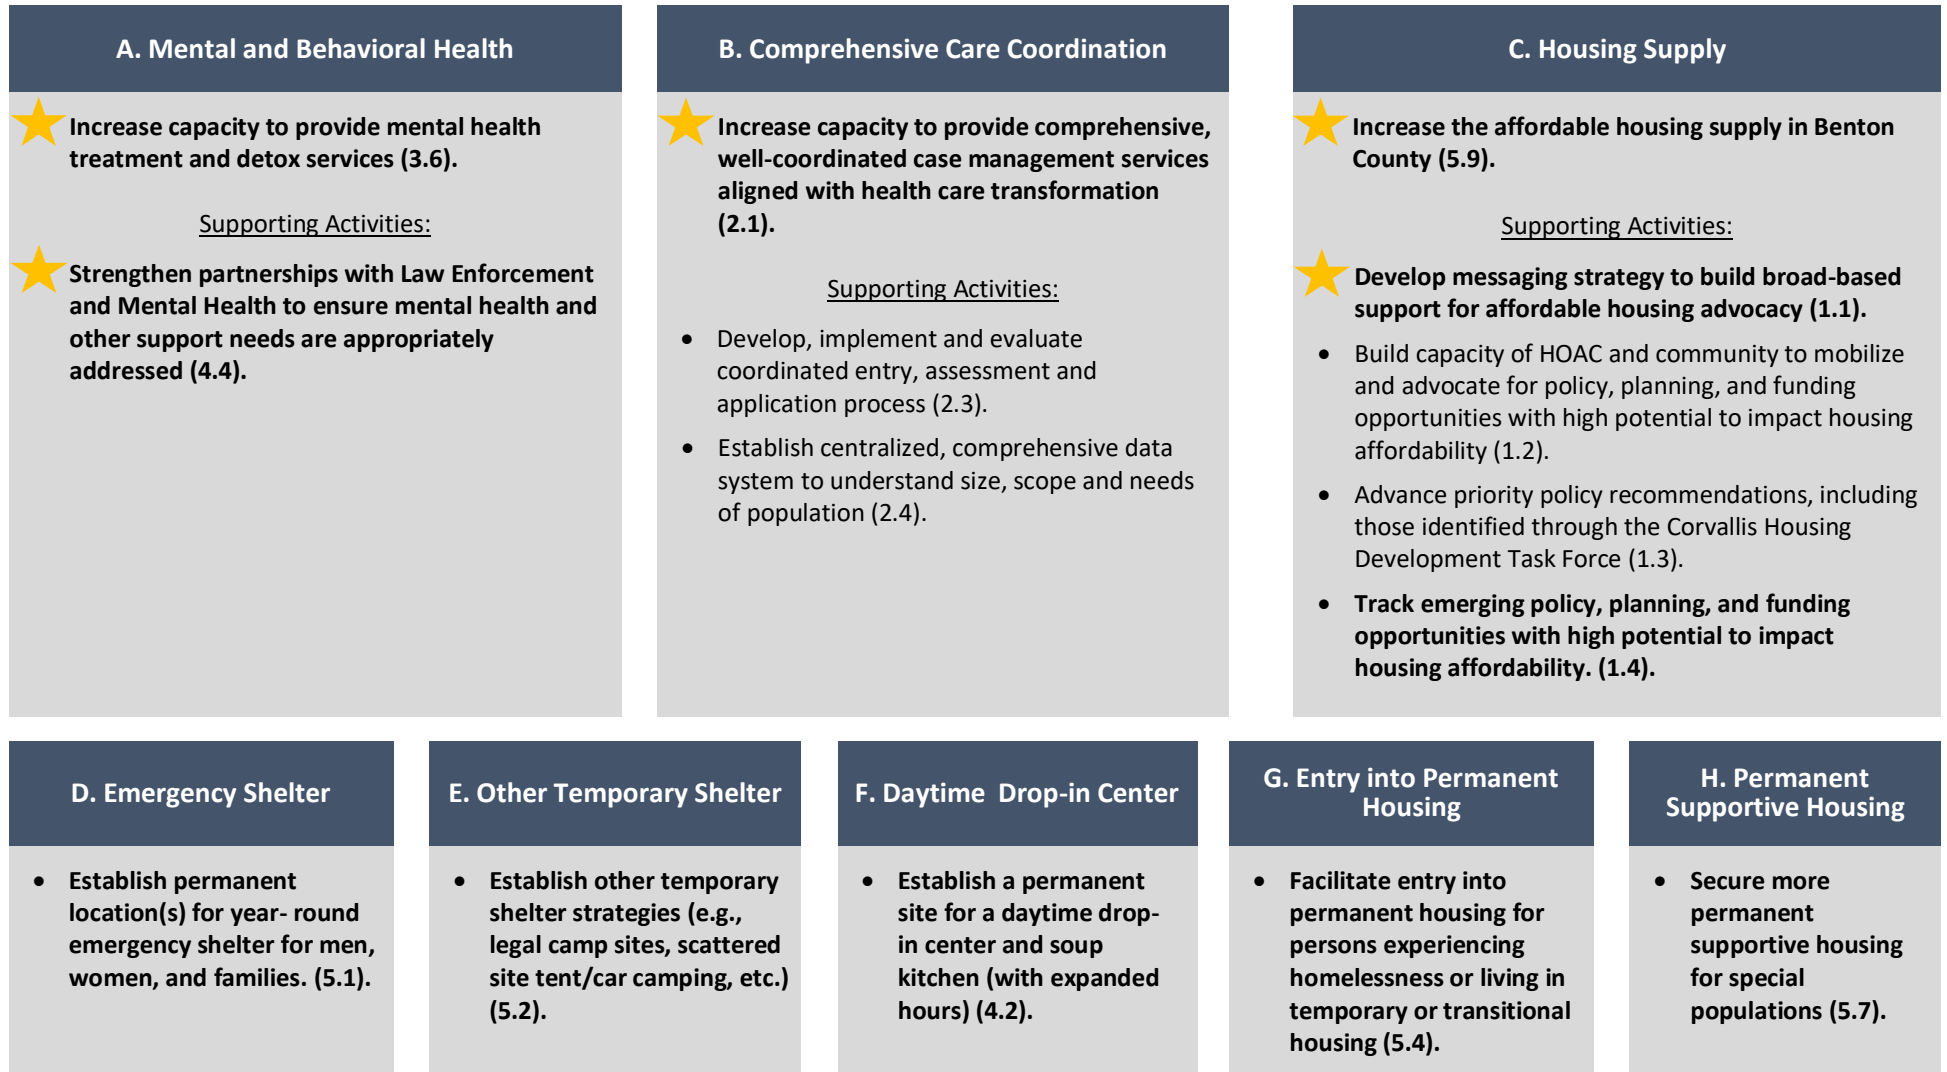 A. Mental and Behavioral Health
Increase capacity to provide mental health
treatment and detox services (3.6).
Supporting Activities:
Strengthen partnerships with Law Enforcement
and Mental Health to ensure mental health and
other support needs are appropriately
addressed (4.4).
B. Comprehensive Care Coordination
Increase capacity to provide comprehensive,
well-coordinated case management services
aligned with health care transformation
(2.1).
Supporting Activities:
• Develop, implement and evaluate
coordinated entry, assessment and
application process (2.3).
• Establish centralized, comprehensive data
system to understand size, scope and needs
of population (2.4).
C. Housing Supply
Increase the affordable housing supply in Benton
County (5.9).
Supporting Activities:
Develop messaging strategy to build broad-based
support for affordable housing advocacy (1.1).
• Build capacity of HOAC and community to mobilize
and advocate for policy, planning, and funding
opportunities with high potential to impact housing
affordability (1.2).
• Advance priority policy recommendations, including
those identified through the Corvallis Housing
Development Task Force (1.3).
• Track emerging policy, planning, and funding
opportunities with high potential to impact
housing affordability. (1.4).
D. Emergency Shelter
• Establish permanent
location(s) for year- round
emergency shelter for men,
women, and families. (5.1).
E. Other Temporary Shelter
• Establish other temporary
shelter strategies (e.g.,
legal camp sites, scattered
site tent/car camping, etc.)
(5.2).
F. Daytime  Drop-in Center
• Establish a permanent
site for a daytime drop-
in center and soup
kitchen (with expanded
hours) (4.2).
G. Entry into Permanent
Housing
• Facilitate entry into
permanent housing for
persons experiencing
homelessness or living in
temporary or transitional
housing (5.4).
H. Permanent
Supportive Housing
• Secure more
permanent
supportive housing
for special
populations (5.7).